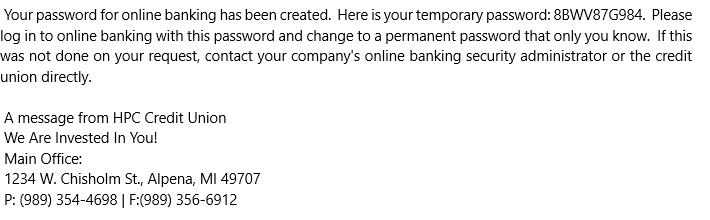 Your password for online banking has been created.  Here is your temporary password: 8BWV87G984.  Please
log in to online banking with this password and change to a permanent password that only you know.  If this
was not done on your request, contact your company's online banking security administrator or the credit
union directly.

A message from HPC Credit Union
We Are Invested In You!
Main Office:
1234 W. Chisholm St., Alpena, MI 49707
P: (989) 354-4698 | F:(989) 356-6912